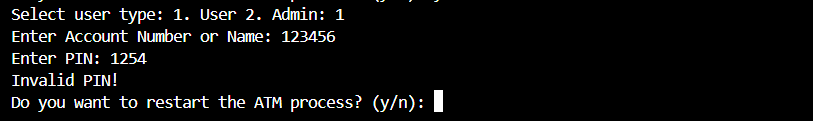 Select user type: 1. User 2. Admin: 1
Enter Account Number or Name: 123456
Enter PIN: 1254
Invalid PIN!
Do you want to restart the ATM process? (y/n):